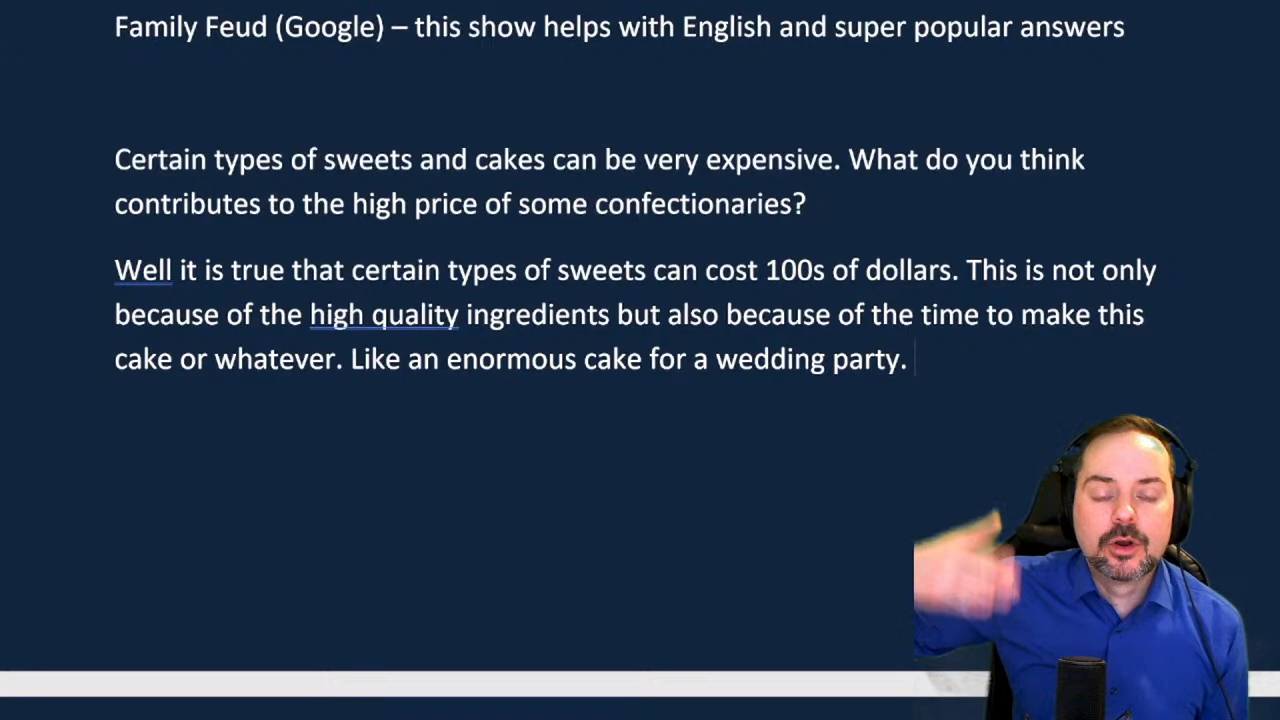 Family Feud (Google) – this show helps with English and super popular answers
Certain types of sweets and cakes can be very expensive. What do you think
contributes to the high price of some confectionaries?
Well it is true that certain types of sweets can cost 100s of dollars. This is not only
because of the high quality ingredients but also because of the time to make this
cake or whatever. Like an enormous cake for a wedding party.